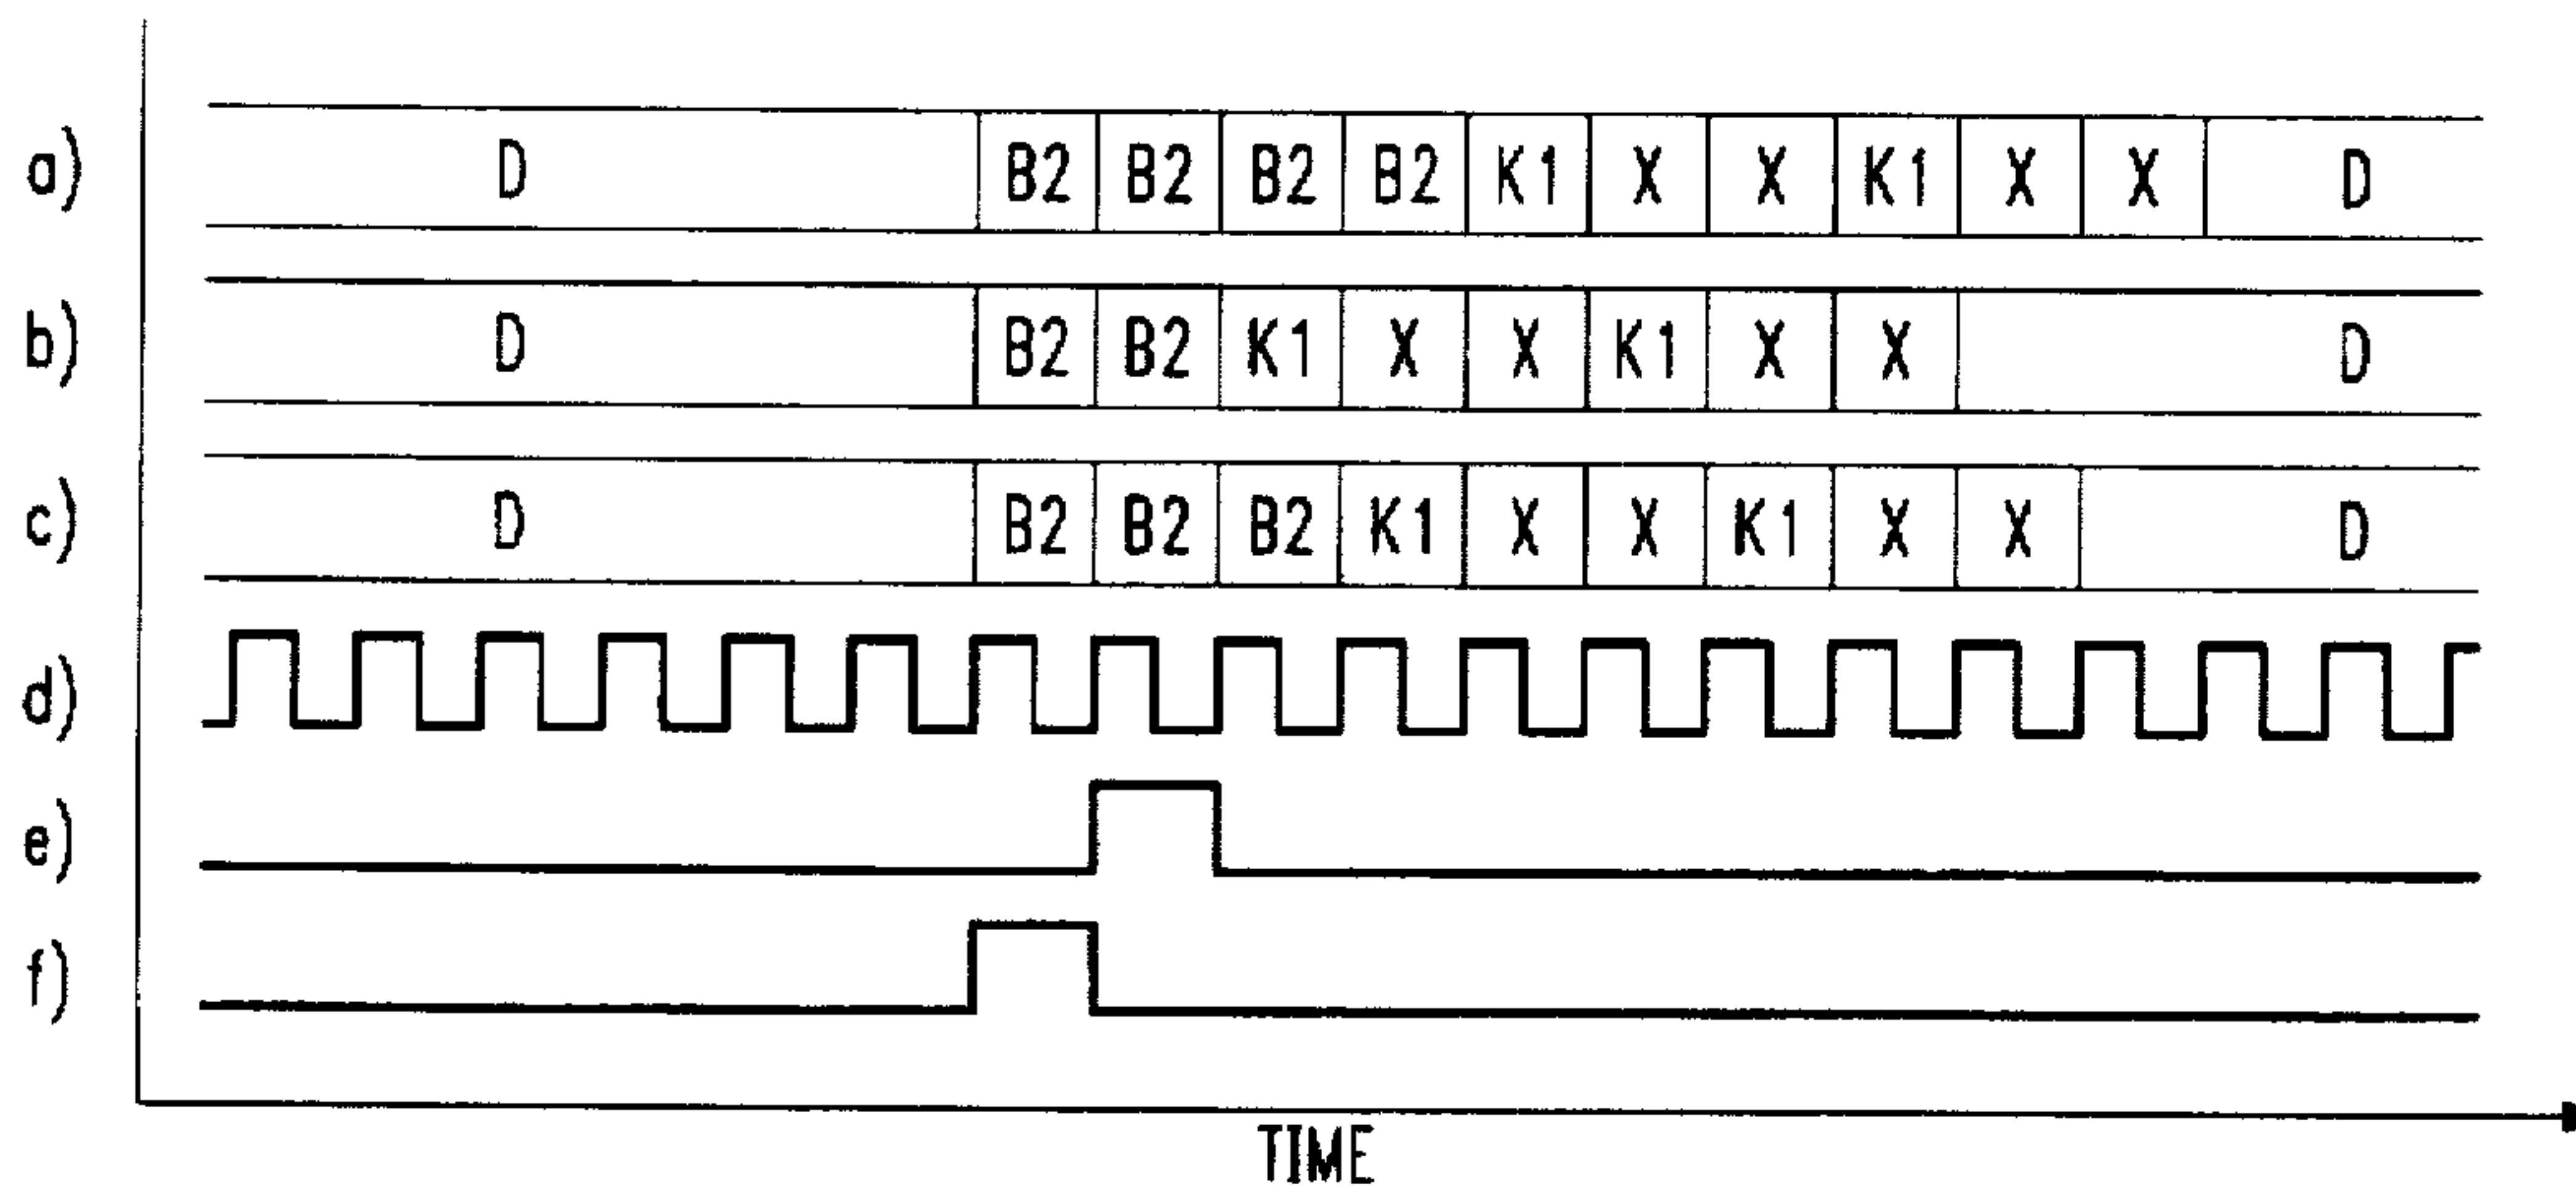 a) D B2 B2 B2 B2 K1 X X K1 X X D
b) D B2 B2 K1 X X K1 X X D
c) D B2 B2 B2 K1 X X K1 X X D
d)
e)
f)
TIME